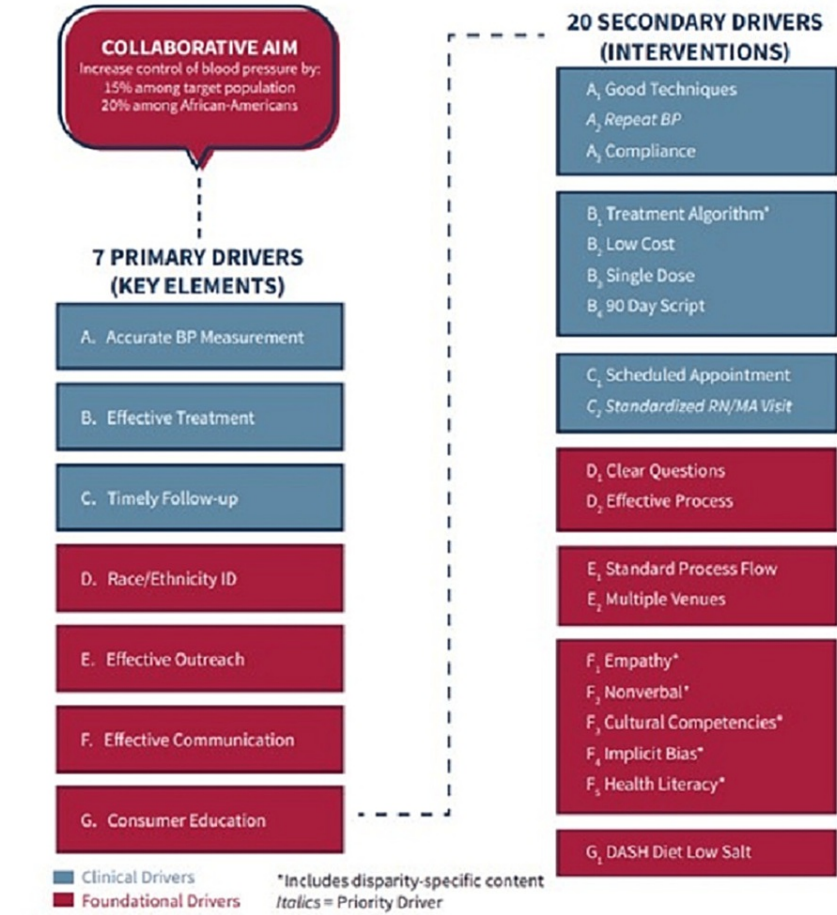 COLLABORATIVE AIM
Increase control of blood pressure by:
15% among target population
20% among African-Americans
7 PRIMARY DRIVERS
(KEY ELEMENTS)
A. Accurate BP Measurement
B. Effective Treatment
C. Timely Follow-up
D. Race/Ethnicity ID
E. Effective Outreach
F. Effective Communication
G. Consumer Education
Clinical Drivers
Foundational Drivers
*Includes disparity-specific content
Italics = Priority Driver
20 SECONDARY DRIVERS
(INTERVENTIONS)
A₁ Good Techniques
A₂ Repeat BP
A₃ Compliance
B₁ Treatment Algorithm*
B₂ Low Cost
B₃ Single Dose
B₄ 90 Day Script
C₁ Scheduled Appointment
C₂ Standardized RN/MA Visit
D₁ Clear Questions
D₂ Effective Process
E₁ Standard Process Flow
E₂ Multiple Venues
F₁ Empathy*
F₂ Nonverbal*
F₃ Cultural Competencies*
F₄ Implicit Bias*
F₅ Health Literacy*
G₁ DASH Diet Low Salt